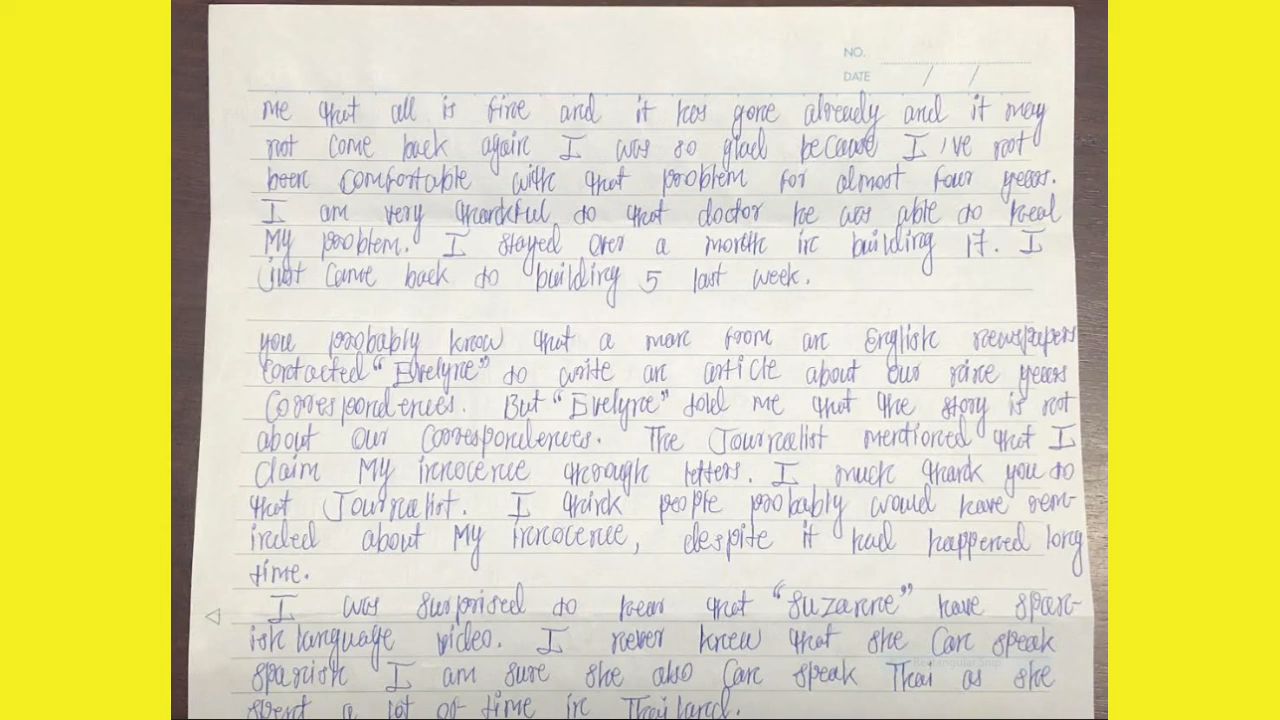 NO.
DATE / /
me that all is fine and it has gone already and it may
not come back again. I was so glad because I've not
been comfortable with that problem for almost four years.
I am very thankful to that doctor he was able to heal
My problem. I stayed over a month in building 17. I
just came back to building 5 last week.
you probably know that a man from an English newspapers
contacted "Evelyne" to write an article about our nine years
correspondences. But "Evelyne" told me that the story is not
about our correspondences. The Journalist mentioned that I
claim My innocence through letters. I much thank you to
that Journalist. I think people probably would have rem-
inded about My innocence, despite it had happened long
time.
I was surprised to hear that "Suzanne" have span-
ish language video. I never knew that she Can speak
spanish I am sure she also Can speak Thai as she
spent a lot of time in Thailand.
Rectangular Snip